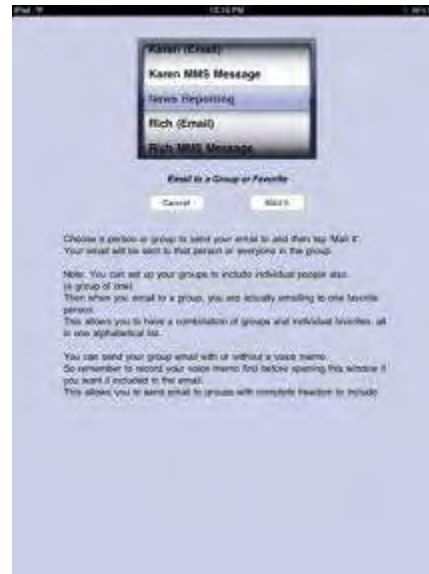 iPad
12:15 PM
Karen (Email)
Karen MMS Message
News Reporting
Rich (Email)
Rich MMS Message
Email to a Group or Favorite
Cancel
Mail It
Choose a person or group to send your email to and then tap 'Mail It'.
Your email will be sent to that person or everyone in the group.
Note: You can set up your groups to include individual people also.
(a group of one)
Then when you email to a group, you are actually emailing to one favorite
person.
This allows you to have a combination of groups and individual favorites, all
in one alphabetical list.
You can send your group email with or without a voice memo.
So remember to record your voice memo first before opening this window if
you want it included in the email.
This allows you to send email to groups with complete freedom to include